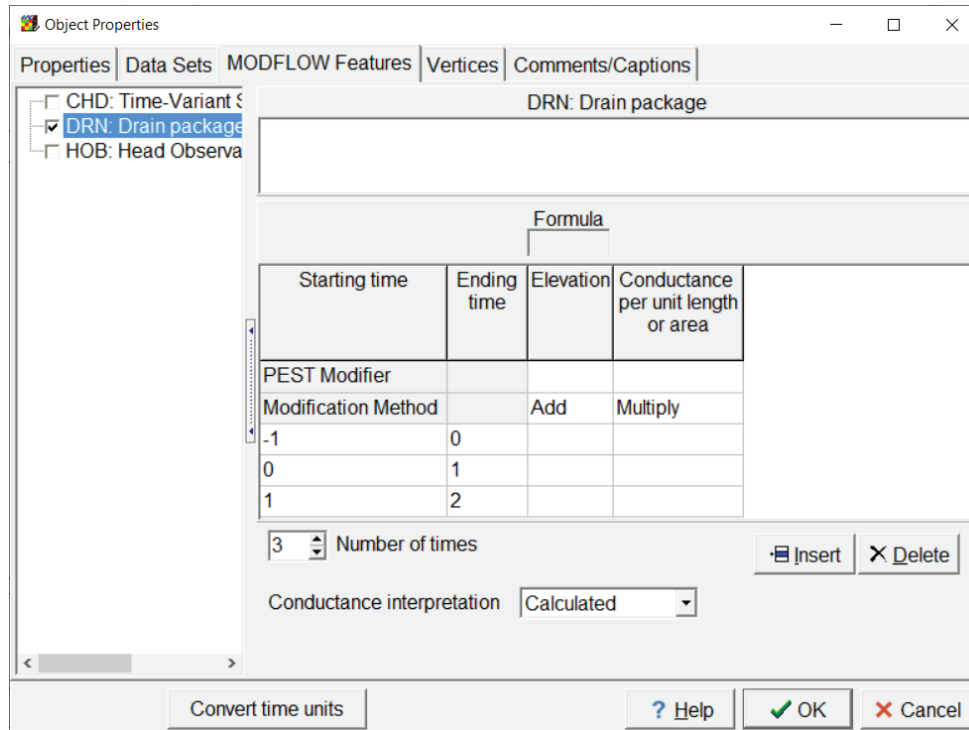 Object Properties
Properties Data Sets MODFLOW Features Vertices Comments/Captions
CHD: Time-Variant S
DRN: Drain package
HOB: Head Observa
DRN: Drain package
Formula
Starting time Ending time Elevation Conductance per unit length or area
PEST Modifier
Modification Method Add Multiply
-1 0
0 1
1 2
3 Number of times
Insert Delete
Conductance interpretation Calculated
Convert time units Help OK Cancel